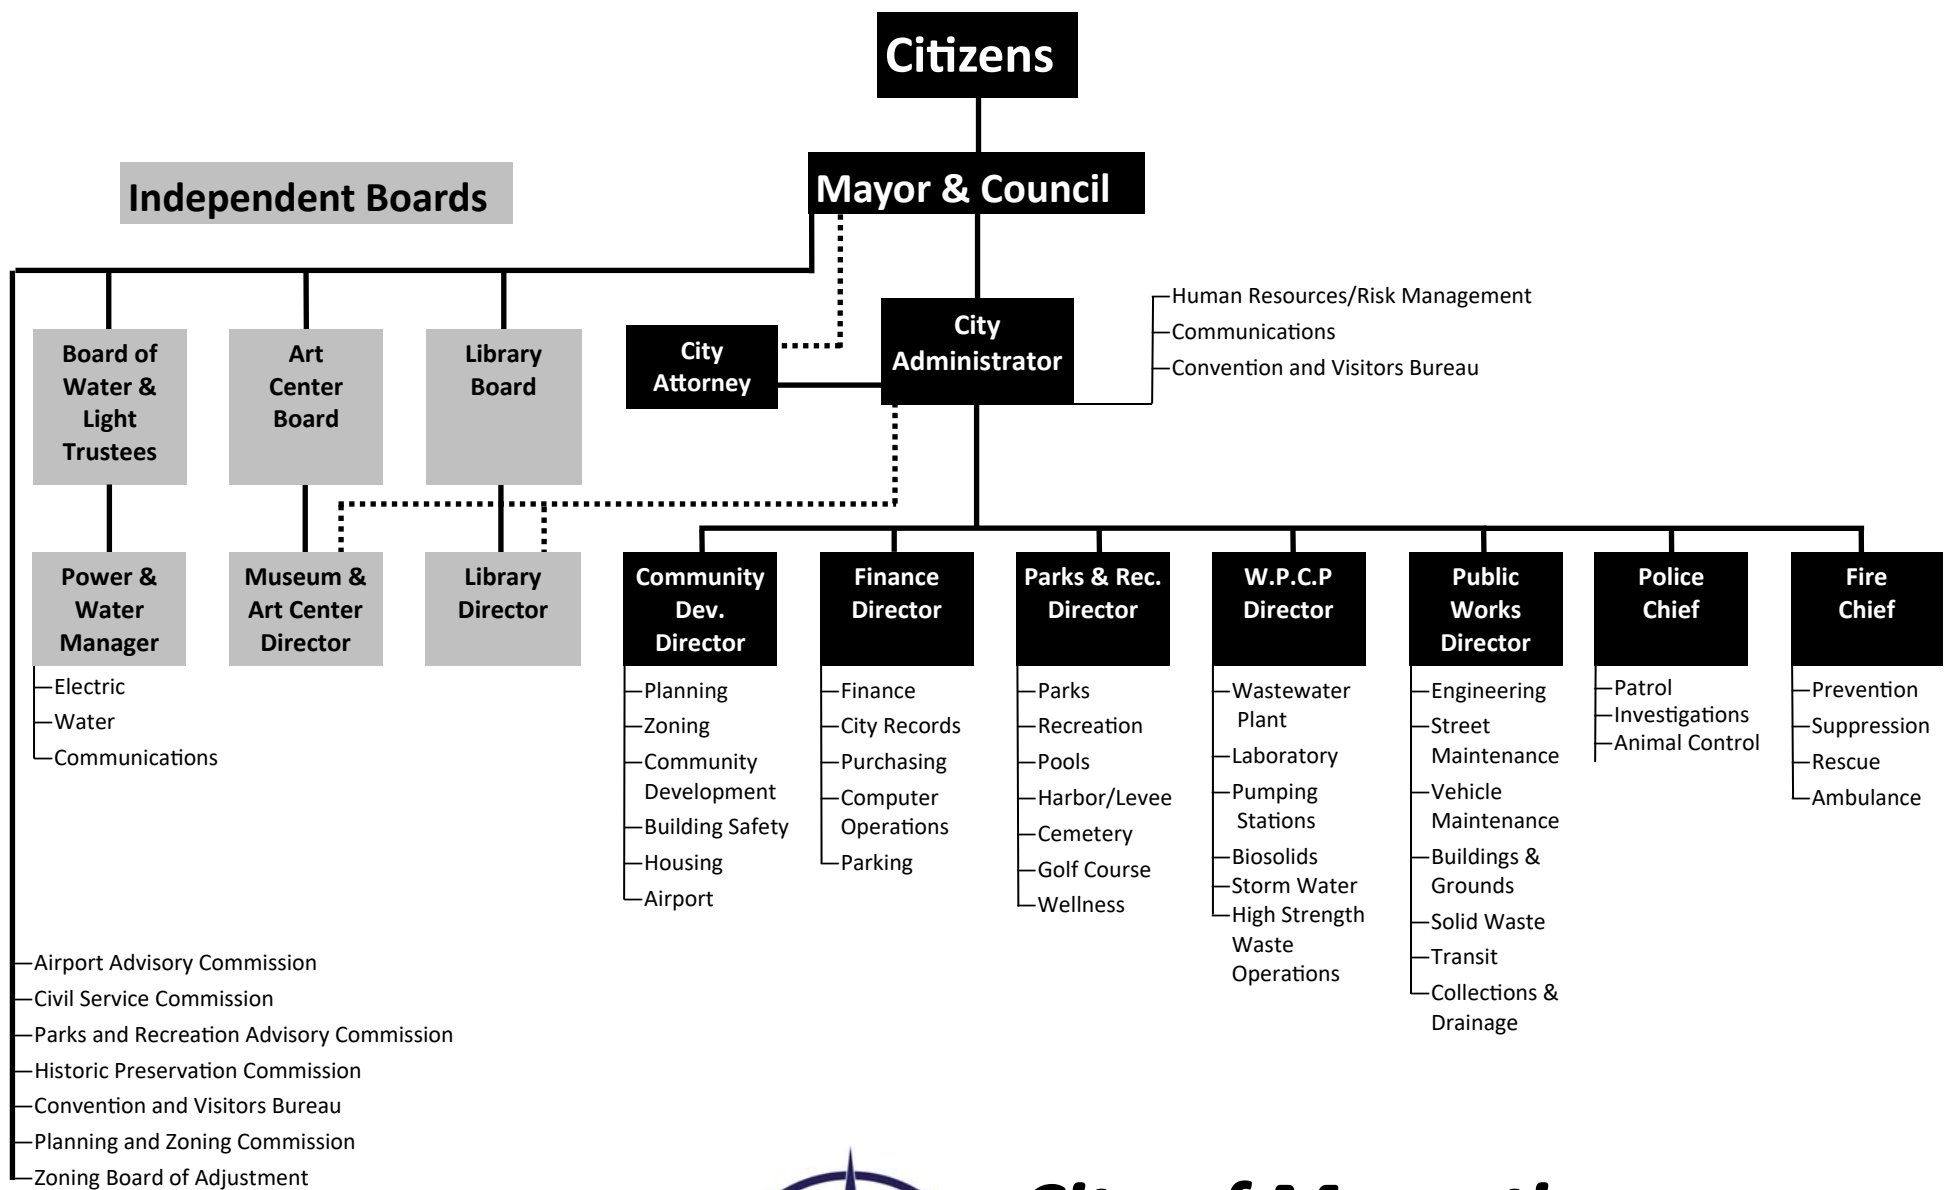 Citizens
Mayor & Council
Independent Boards
Human Resources/Risk Management
Communications
Convention and Visitors Bureau
City
Administrator
City
Attorney
Board of
Water &
Light
Trustees
Art
Center
Board
Library
Board
Power &
Water
Manager
Electric
Water
Communications
Museum &
Art Center
Director
Library
Director
Community
Dev.
Director
Planning
Zoning
Community
Development
Building Safety
Housing
Airport
Finance
Director
Finance
City Records
Purchasing
Computer
Operations
Parking
Parks & Rec.
Director
Parks
Recreation
Pools
Harbor/Levee
Cemetery
Golf Course
Wellness
W.P.C.P
Director
Wastewater
Plant
Laboratory
Pumping
Stations
Biosolids
Storm Water
High Strength
Waste
Operations
Public
Works
Director
Engineering
Street
Maintenance
Vehicle
Maintenance
Buildings &
Grounds
Solid Waste
Transit
Collections &
Drainage
Police
Chief
Patrol
Investigations
Animal Control
Fire
Chief
Prevention
Suppression
Rescue
Ambulance
Airport Advisory Commission
Civil Service Commission
Parks and Recreation Advisory Commission
Historic Preservation Commission
Convention and Visitors Bureau
Planning and Zoning Commission
Zoning Board of Adjustment
City of